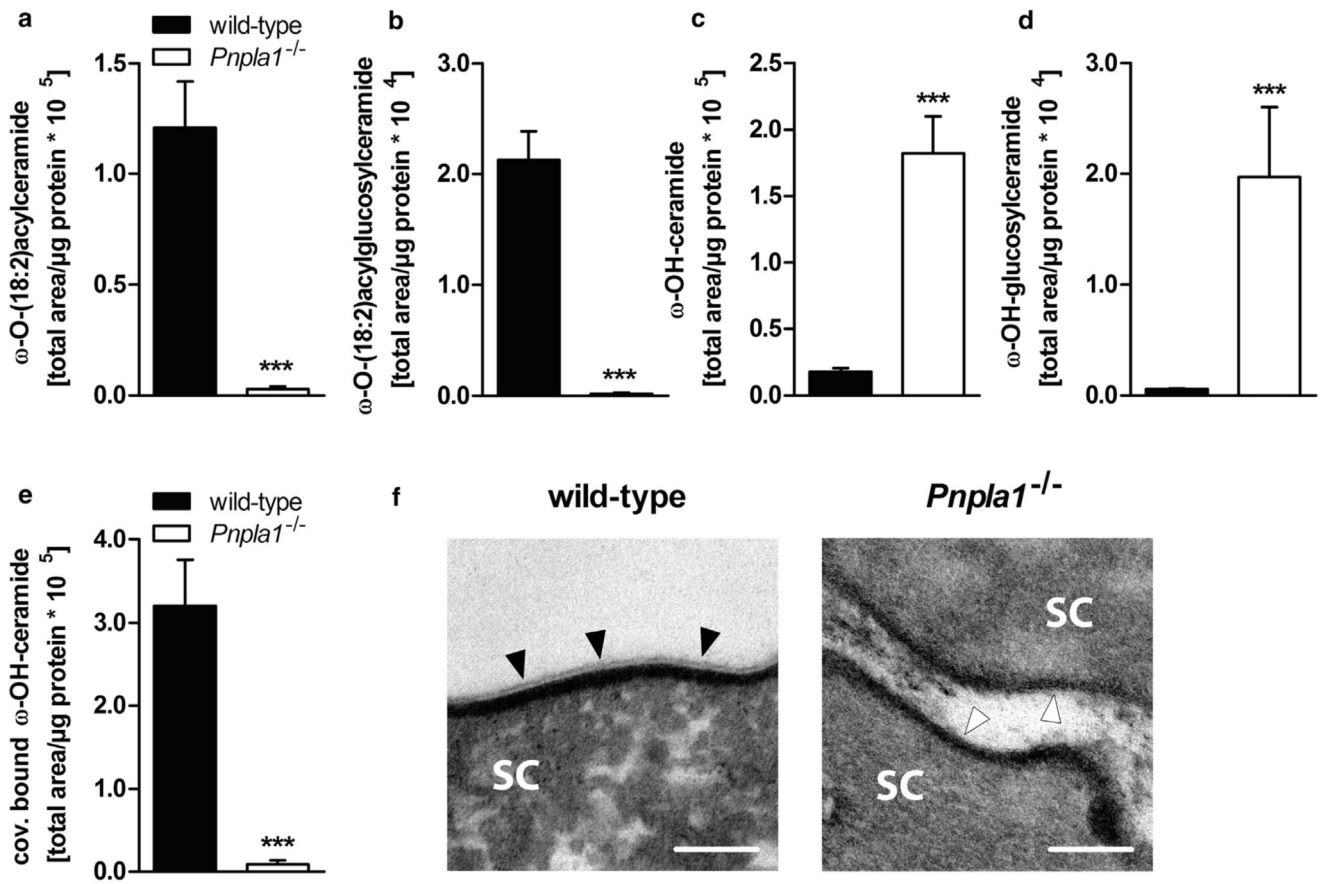 a
wild-type
Pnpla1-/-
ω-O-(18:2)acylceramide
[total area/µg protein * 10 5]
1.5
1.0
0.5
0.0
***
b
ω-O-(18:2)acylglucosylceramide
[total area/µg protein * 10 4]
3.0
2.0
1.0
0.0
***
c
ω-OH-ceramide
[total area/µg protein * 10 5]
2.5
2.0
1.5
1.0
0.5
0.0
***
d
ω-OH-glucosylceramide
[total area/µg protein * 10 4]
3.0
2.0
1.0
0.0
***
e
wild-type
Pnpla1-/-
cov. bound ω-OH-ceramide
[total area/µg protein * 10 5]
4.0
3.0
2.0
1.0
0.0
***
f
wild-type
SC
Pnpla1-/-
SC
SC